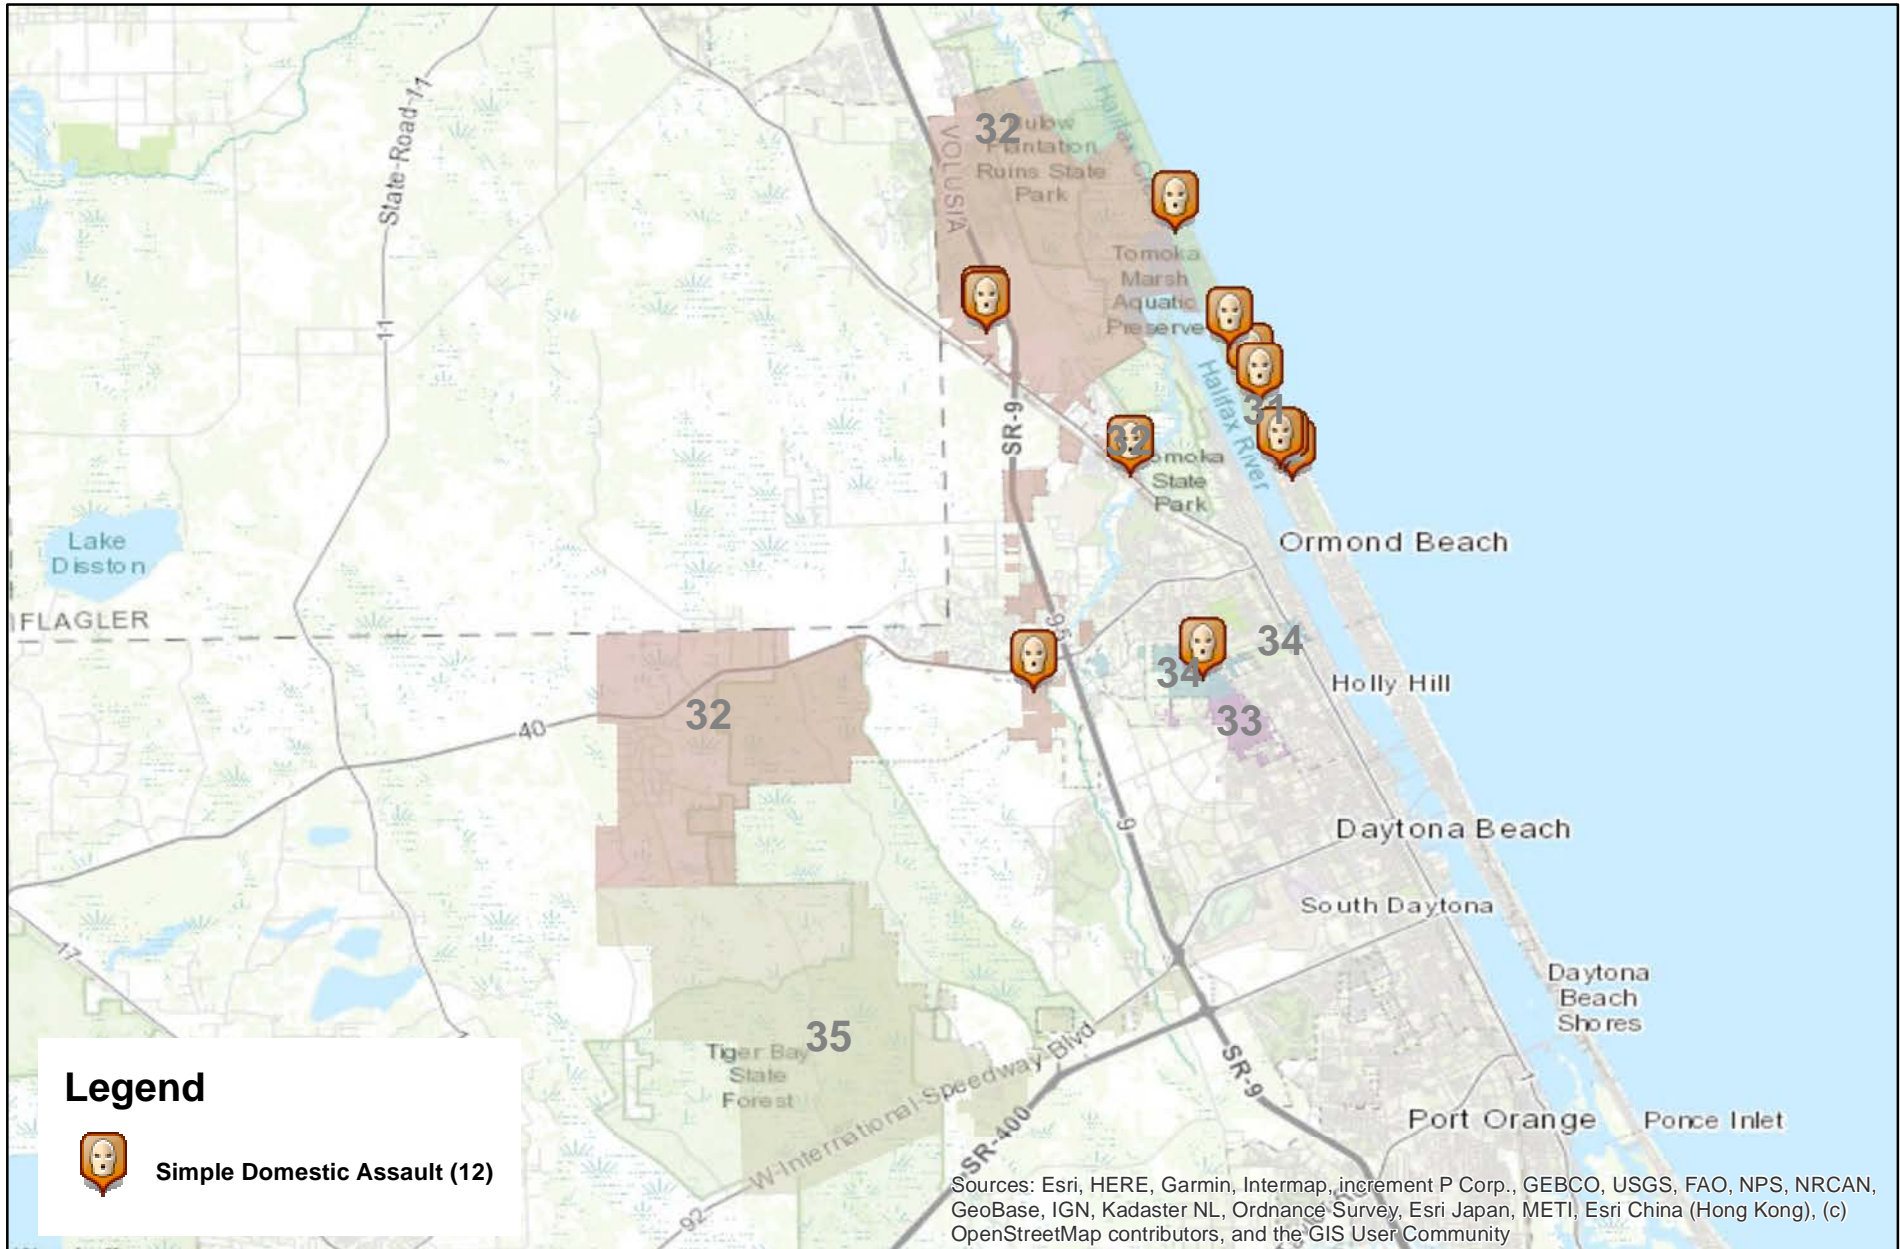 State-Road-11
VOLUSIA
32
Plantation
Ruins State
Park
Halifax
Tomoka
Marsh
Aquatic
Preserve
11
1
SR-9
Halifax River
31
32
State
Park
Ormond Beach
Lake
Disston
FLAGLER
95
34
34
Holly Hill
32
33
40
9
Daytona Beach
South Daytona
17
Daytona
Beach
Shores
35
Tiger Bay
State
Forest
W-International-Speedway-Blvd
SR-9
SR-400
1
Port Orange
Ponce Inlet
92
Legend
Simple Domestic Assault (12)
Sources: Esri, HERE, Garmin, Intermap, increment P Corp., GEBCO, USGS, FAO, NPS, NRCAN,
GeoBase, IGN, Kadaster NL, Ordnance Survey, Esri Japan, METI, Esri China (Hong Kong), (c)
OpenStreetMap contributors, and the GIS User Community